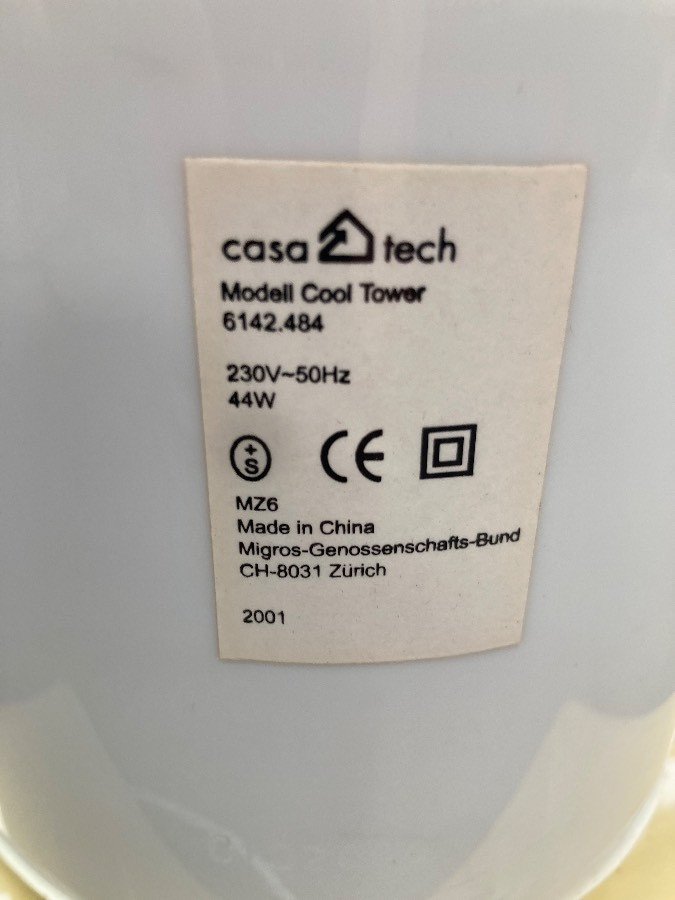 casa tech
Modell Cool Tower
6142.484
230V~50Hz
44W
+S
CE
MZ6
Made in China
Migros-Genossenschafts-Bund
CH-8031 Zürich
2001